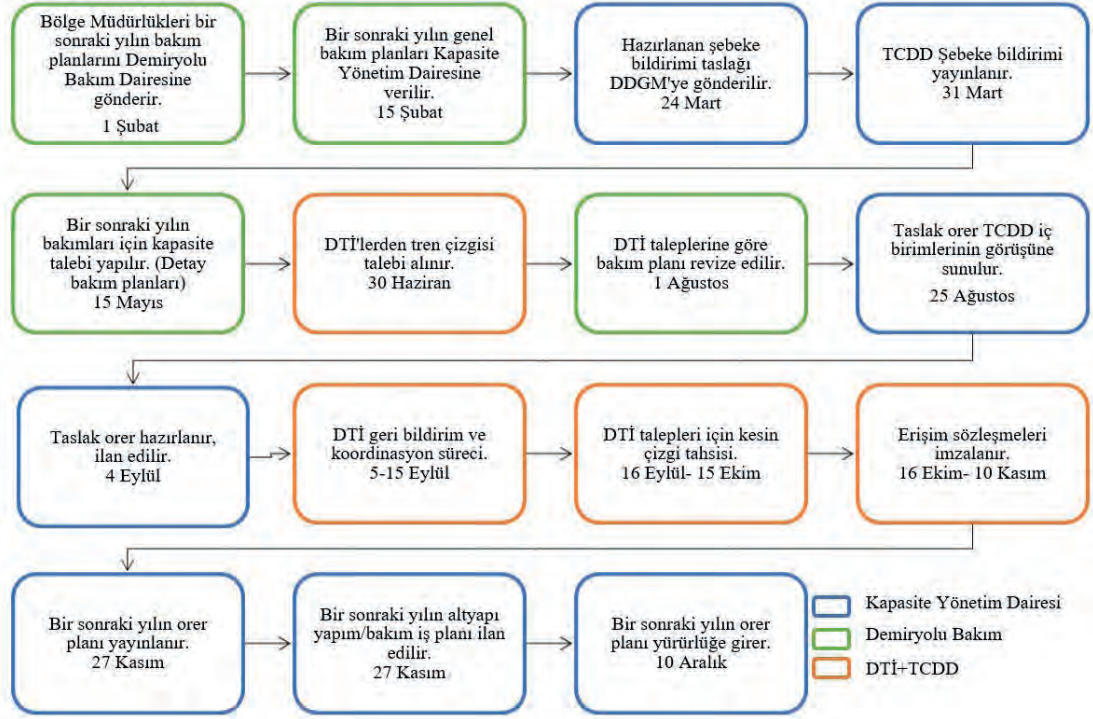 Bölge Müdürlükleri bir
sonraki yılın bakım
planlarını Demiryolu
Bakım Dairesine
gönderir.
1 Şubat
Bir sonraki yılın genel
bakım planları Kapasite
Yönetim Dairesine
verilir.
15 Şubat
Hazırlanan şebeke
bildirimi taslağı
DDGM'ye gönderilir.
24 Mart
TCDD Şebeke bildirimi
yayınlanır.
31 Mart
Bir sonraki yılın
bakımları için kapasite
talebi yapılır. (Detay
bakım planları)
15 Mayıs
DTİ'lerden tren çizgisi
talebi alınır.
30 Haziran
DTİ taleplerine göre
bakım planı revize edilir.
1 Ağustos
Taslak orer TCDD iç
birimlerinin görüşüne
sunulur.
25 Ağustos
Taslak orer hazırlanır,
ilan edilir.
4 Eylül
DTİ geri bildirim ve
koordinasyon süreci.
5-15 Eylül
DTİ talepleri için kesin
çizgi tahsisi.
16 Eylül- 15 Ekim
Erişim sözleşmeleri
imzalanır.
16 Ekim- 10 Kasım
Bir sonraki yılın orer
planı yayınlanır.
27 Kasım
Bir sonraki yılın altyapı
yapım/bakım iş planı ilan
edilir.
27 Kasım
Bir sonraki yılın orer
planı yürürlüğe girer.
10 Aralık
Kapasite Yönetim Dairesi
Demiryolu Bakım
DTİ+TCDD